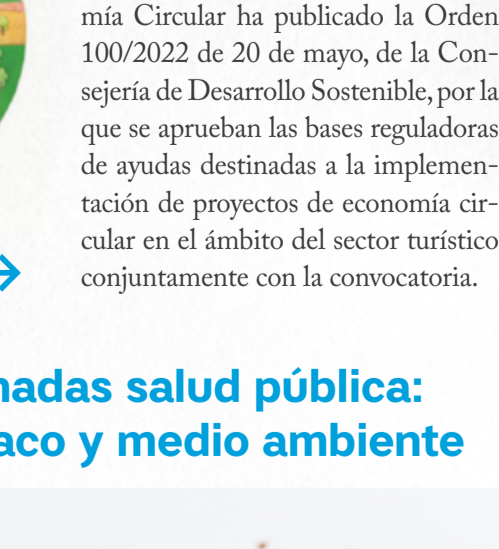 mía Circular ha publicado la Orden
100/2022 de 20 de mayo, de la Con-
sejería de Desarrollo Sostenible, por la
que se aprueban las bases reguladoras
de ayudas destinadas a la implemen-
tación de proyectos de economía cir-
cular en el ámbito del sector turístico
conjuntamente con la convocatoria.
nadas salud pública:
aco y medio ambiente